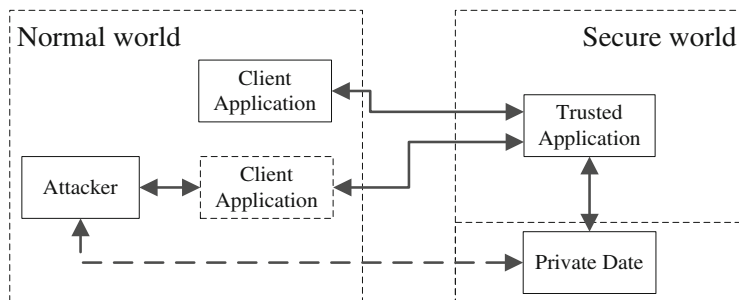 Normal world
Secure world
Client
Application
Trusted
Application
Client
Application
Attacker
Private Date